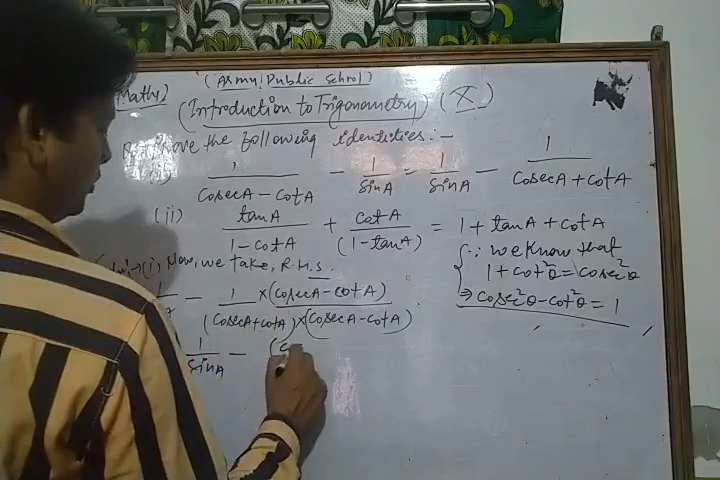 (Army Public School)
Maths
(Introduction to Trigonometry) (X)
Prove the following identities:-
(i) 1/(cosecA - cotA) - 1/sinA = 1/sinA - 1/(cosecA + cotA)
(ii) tanA/(1 - cotA) + cotA/(1 - tanA) = 1 + tanA + cotA
(i) Now, we take, R.H.S.
∵ we know that
1 + cot²θ = cosec²θ
⇒ cosec²θ - cot²θ = 1
- 1 × (cosecA - cotA)/(cosecA + cotA) × (cosecA - cotA)
1/sinA - (c